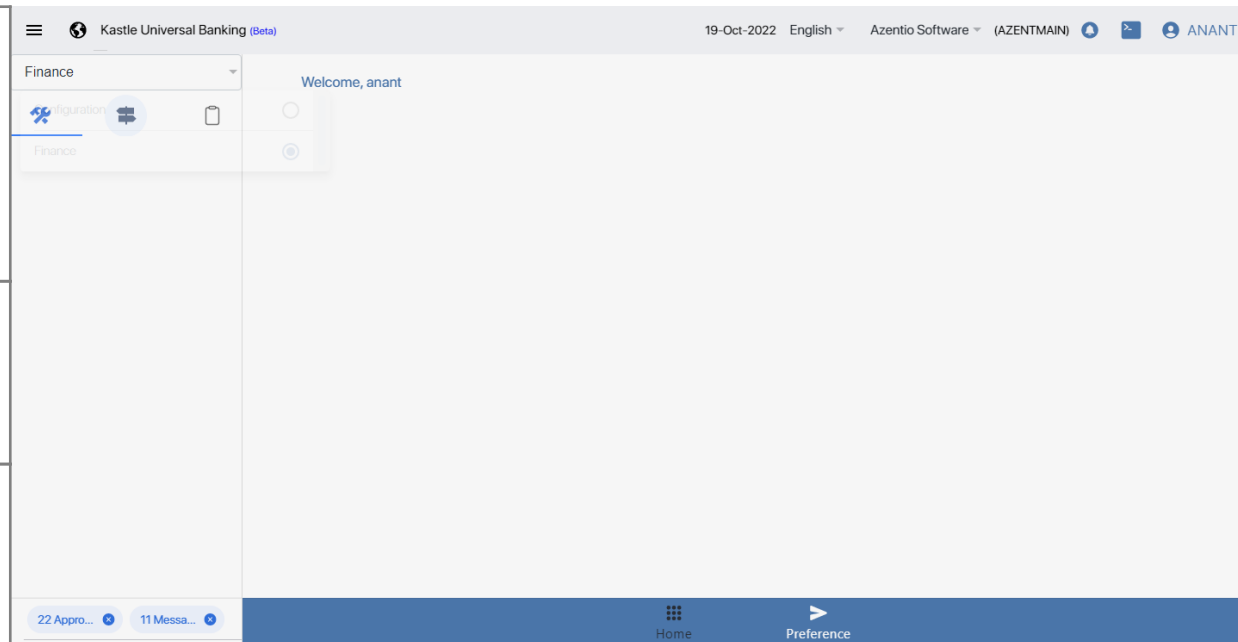 Kastle Universal Banking (Beta) 19-Oct-2022 English Azentio Software (AZENTMAIN) ANANT
Finance
Welcome, anant
Finance
22 Appro... 11 Messa...
Home Preference